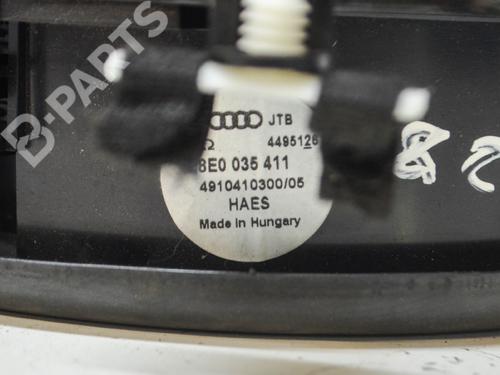 B-PARTS
JTB
Ω 4495126
8E0 035 411
4910410300/05
HAES
Made in Hungary